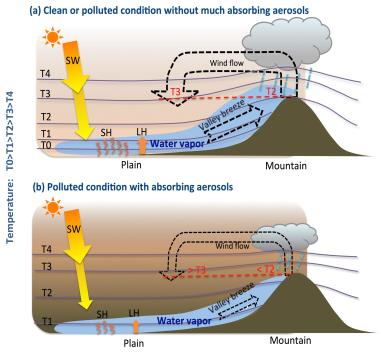 (a) Clean or polluted condition without much absorbing aerosols
SW
Wind flow
T4
T3
T3
T2
T2
Valley breeze
T1
SH
LH
T0
Water vapor
Plain
Mountain
Temperature: T0>T1>T2>T3>T4
(b) Polluted condition with absorbing aerosols
SW
Wind flow
T4
T3
> T3
< T2
T2
Valley breeze
SH
LH
T1
Water vapor
Plain
Mountain